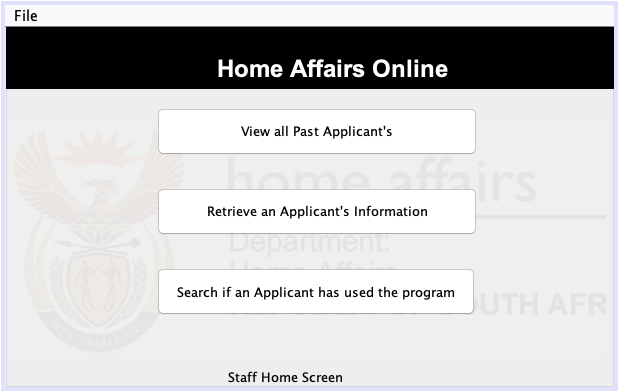 File
Home Affairs Online
View all Past Applicant's
home affairs
Retrieve an Applicant's Information
Department:
Home Affairs
Search if an Applicant has used the program
OUTH AFR
Staff Home Screen